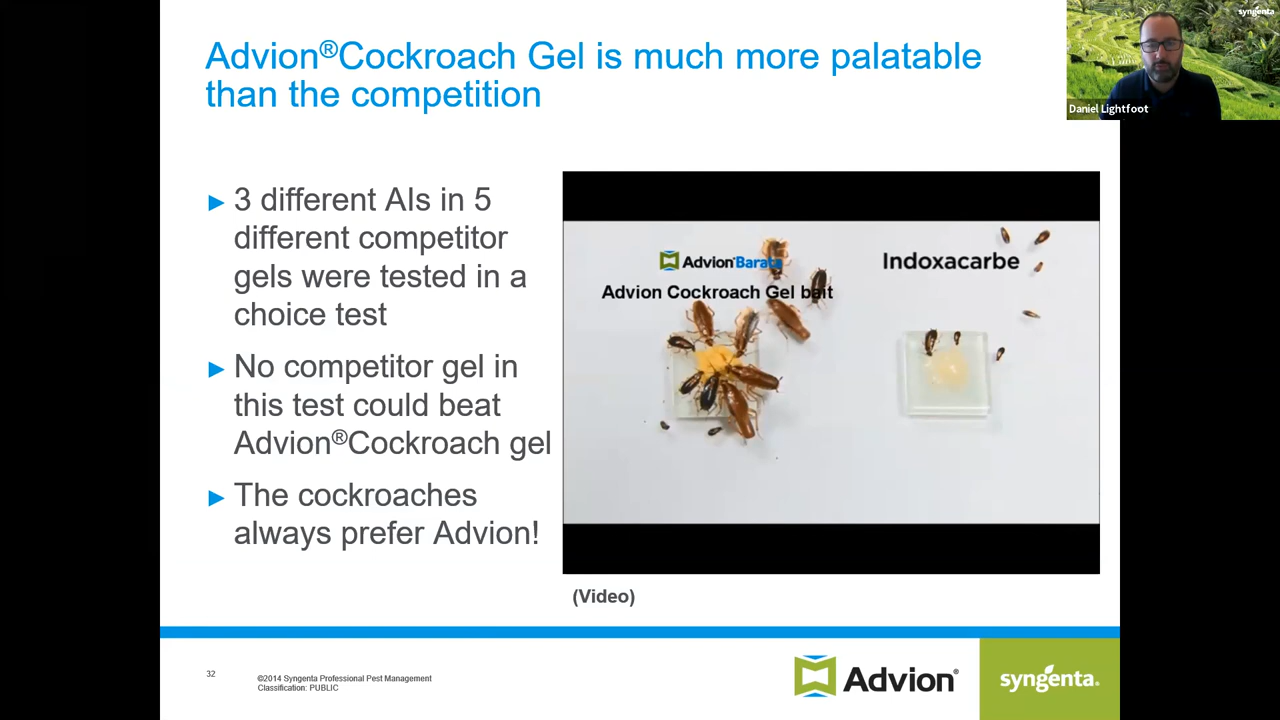 Advion®Cockroach Gel is much more palatable
than the competition
syngenta
Daniel Lightfoot
► 3 different AIs in 5
different competitor
gels were tested in a
choice test
► No competitor gel in
this test could beat
Advion®Cockroach gel
► The cockroaches
always prefer Advion!
Advion Barata
Advion Cockroach Gel bait
Indoxacarbe
(Video)
32
©2014 Syngenta Professional Pest Management
Classification: PUBLIC
Advion®
syngenta®